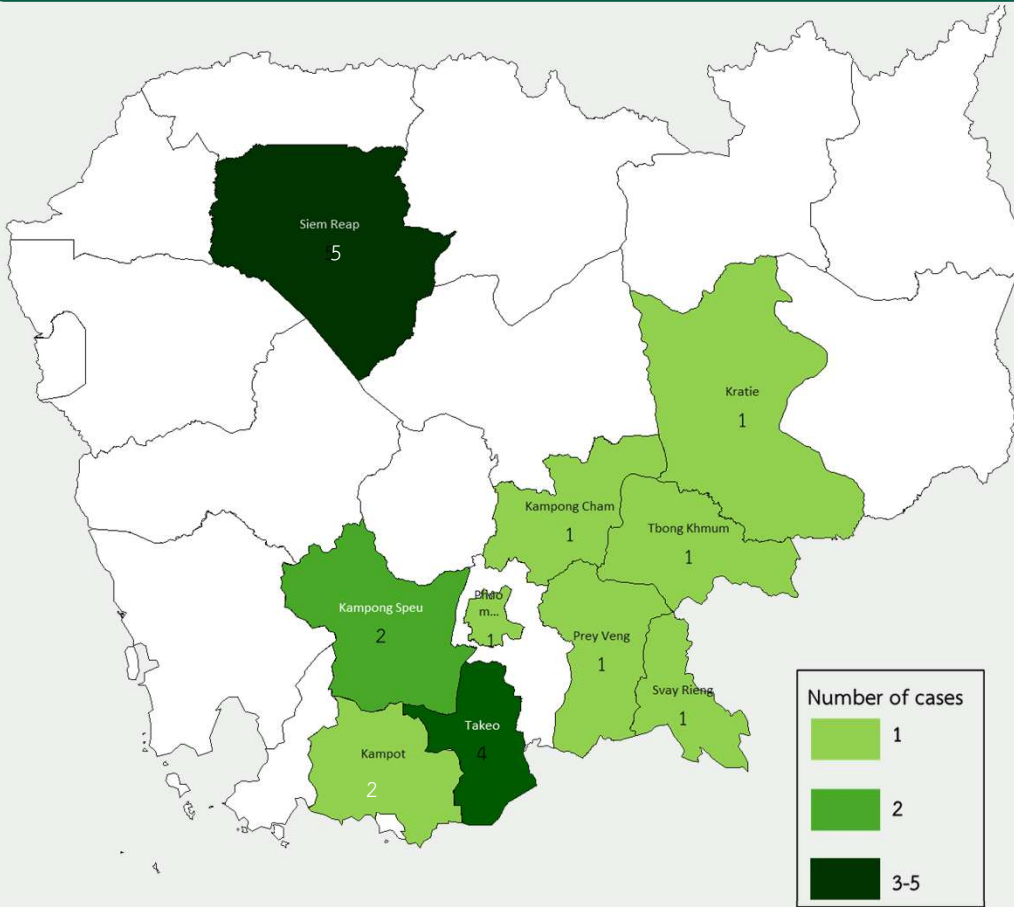 Siem Reap
5
Kratie
1
Kampong Cham
1
Tbong Khmum
1
Kampong Speu
2
m...
1
Prey Veng
1
Svay Rieng
1
Takeo
4
Kampot
2
Number of cases
1
2
3-5